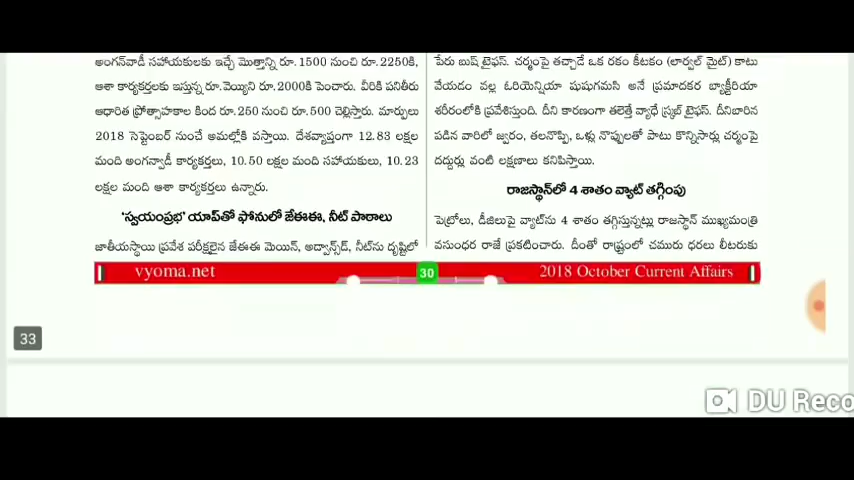 అంగన్‌వాడీ సహాయకులకు ఇచ్చే మొత్తాన్ని రూ.1500 నుంచి రూ.2250కి,
ఆశా కార్యకర్తలకు ఇస్తున్న రూ.వెయ్యిని రూ.2000కి పెంచారు. వీరికి పనితీరు
ఆధారిత ప్రోత్సాహకాల కింద రూ.250 నుంచి రూ.500 చెల్లిస్తారు. మార్పులు
2018 సెప్టెంబర్ నుంచే అమల్లోకి వస్తాయి. దేశవ్యాప్తంగా 12.83 లక్షల
మంది అంగన్వాడీ కార్యకర్తలు, 10.50 లక్షల మంది సహాయకులు, 10.23
లక్షల మంది ఆశా కార్యకర్తలు ఉన్నారు.
'స్వయంప్రభ' యాప్‌తో ఫోనులో జేఈఈ, నీట్ పాఠాలు
జాతీయస్థాయి ప్రవేశ పరీక్షలైన జేఈఈ మెయిన్, అడ్వాన్స్‌డ్, నీట్‌ను దృష్టిలో
పేరు బుష్ టైఫస్. చర్మంపై తచ్చాడే ఒక రకం కీటకం (లార్వల్ మైట్) కాటు
వేయడం వల్ల ఓరియెన్షియా షుషుగమసి అనే ప్రమాదకర బ్యాక్టీరియా
శరీరంలోకి ప్రవేశిస్తుంది. దీని కారణంగా తలెత్తే వ్యాధే స్క్రబ్ టైఫస్. దీనిబారిన
పడిన వారిలో జ్వరం, తలనొప్పి, ఒళ్లు నొప్పులతో పాటు కొన్నిసార్లు చర్మంపై
దద్దుర్లు వంటి లక్షణాలు కనిపిస్తాయి.
రాజస్థాన్‌లో 4 శాతం వ్యాట్ తగ్గింపు
పెట్రోలు, డీజిలుపై వ్యాట్‌ను 4 శాతం తగ్గిస్తున్నట్లు రాజస్థాన్ ముఖ్యమంత్రి
వసుంధర రాజే ప్రకటించారు. దీంతో రాష్ట్రంలో చమురు ధరలు లీటరుకు
vyoma.net
30
2018 October Current Affairs
33
DU Reco